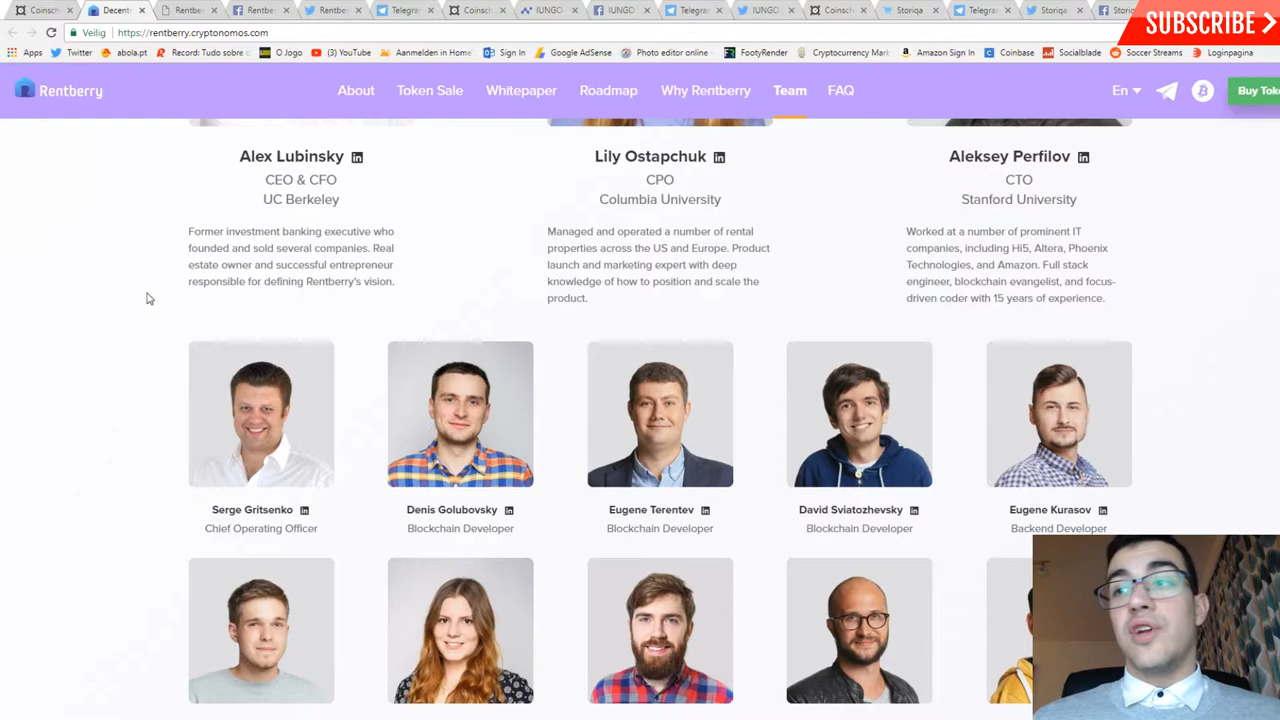 Coinsch
Decent
Rentbe
Rentbe
Rentbe
Telegra
Coinsch
IUNGO
IUNGO
Telegra
IUNGO
Coinsch
Storiqa
Telegra
Storiqa
Storiq
SUBSCRIBE
Veilig
https://rentberry.cryptonomos.com
Apps
Twitter
abola.pt
Record: Tudo sobre o
O Jogo
(3) YouTube
Aanmelden in Home
Sign In
Google AdSense
Photo editor online -
FootyRender
Cryptocurrency Mark
Amazon Sign In
Coinbase
Socialblade
Soccer Streams
Loginpagina
Rentberry
About
Token Sale
Whitepaper
Roadmap
Why Rentberry
Team
FAQ
En
Buy Toke
Alex Lubinsky
CEO & CFO
UC Berkeley
Former investment banking executive who
founded and sold several companies. Real
estate owner and successful entrepreneur
responsible for defining Rentberry's vision.
Lily Ostapchuk
CPO
Columbia University
Managed and operated a number of rental
properties across the US and Europe. Product
launch and marketing expert with deep
knowledge of how to position and scale the
product.
Aleksey Perfilov
CTO
Stanford University
Worked at a number of prominent IT
companies, including Hi5, Altera, Phoenix
Technologies, and Amazon. Full stack
engineer, blockchain evangelist, and focus-
driven coder with 15 years of experience.
Serge Gritsenko
Chief Operating Officer
Denis Golubovsky
Blockchain Developer
Eugene Terentev
Blockchain Developer
David Sviatozhevsky
Blockchain Developer
Eugene Kurasov
Backend Developer